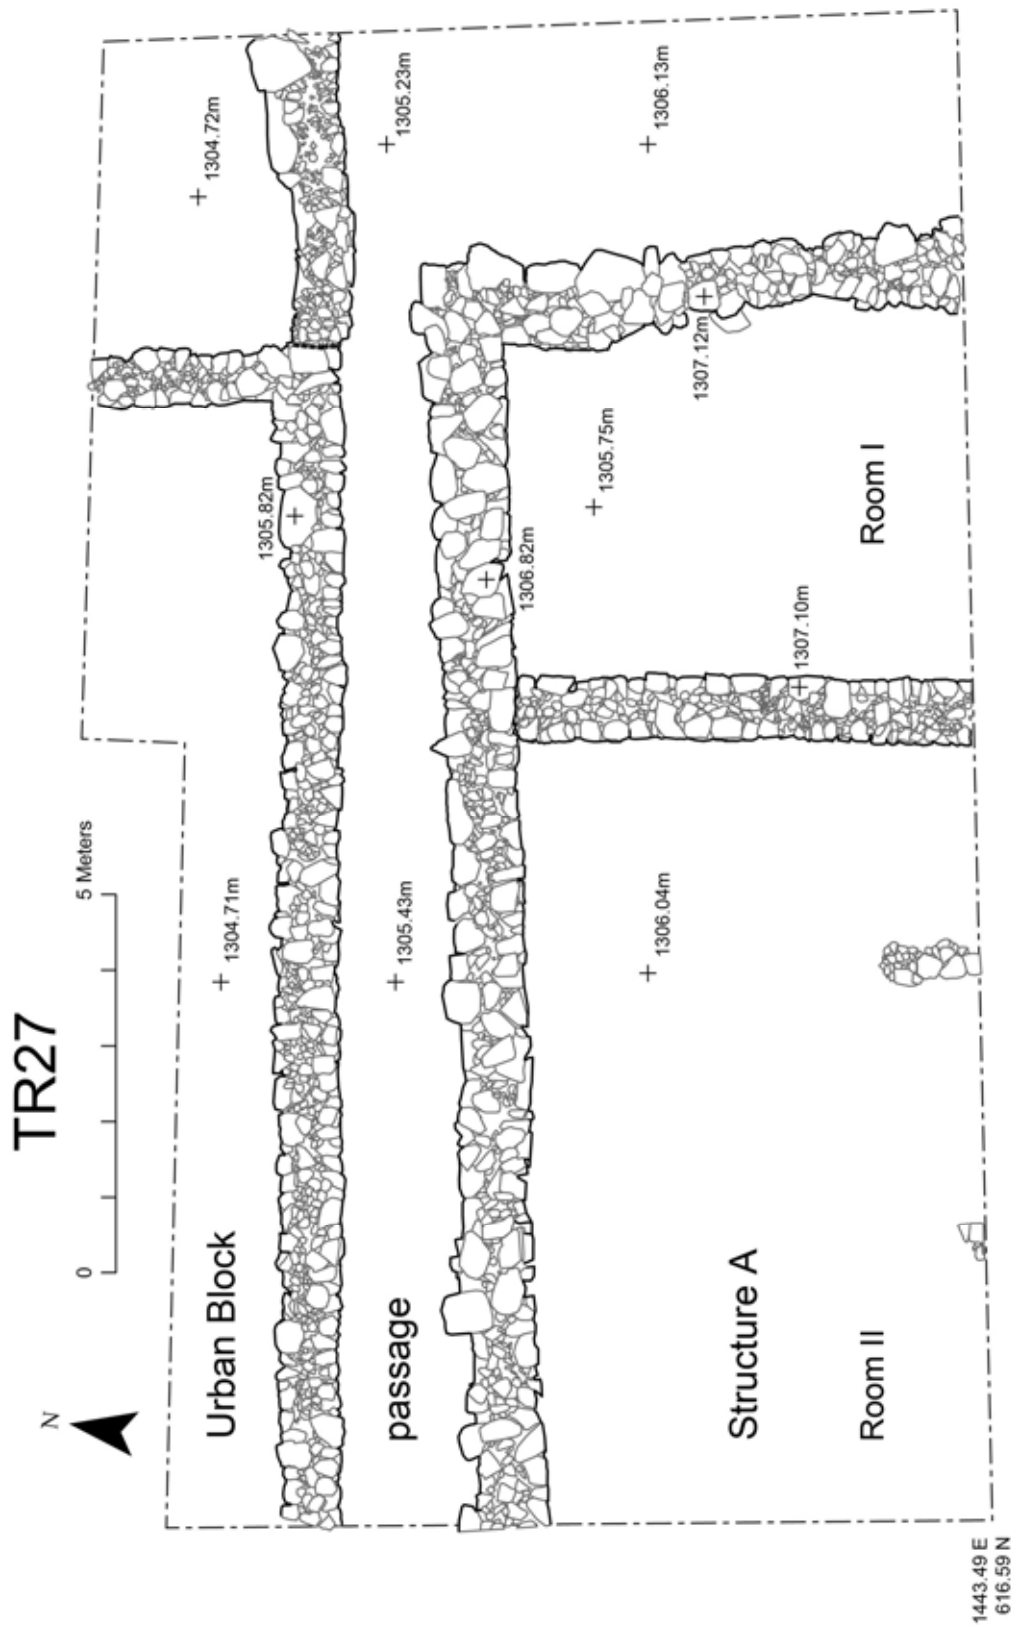 TR27
0
5 Meters
N
Urban Block
1304.71m
1305.82m
1304.72m
passage
1305.43m
1306.82m
1305.23m
Structure A
1306.04m
1305.75m
1307.12m
1306.13m
1307.10m
Room II
Room I
1443.49 E
616.59 N